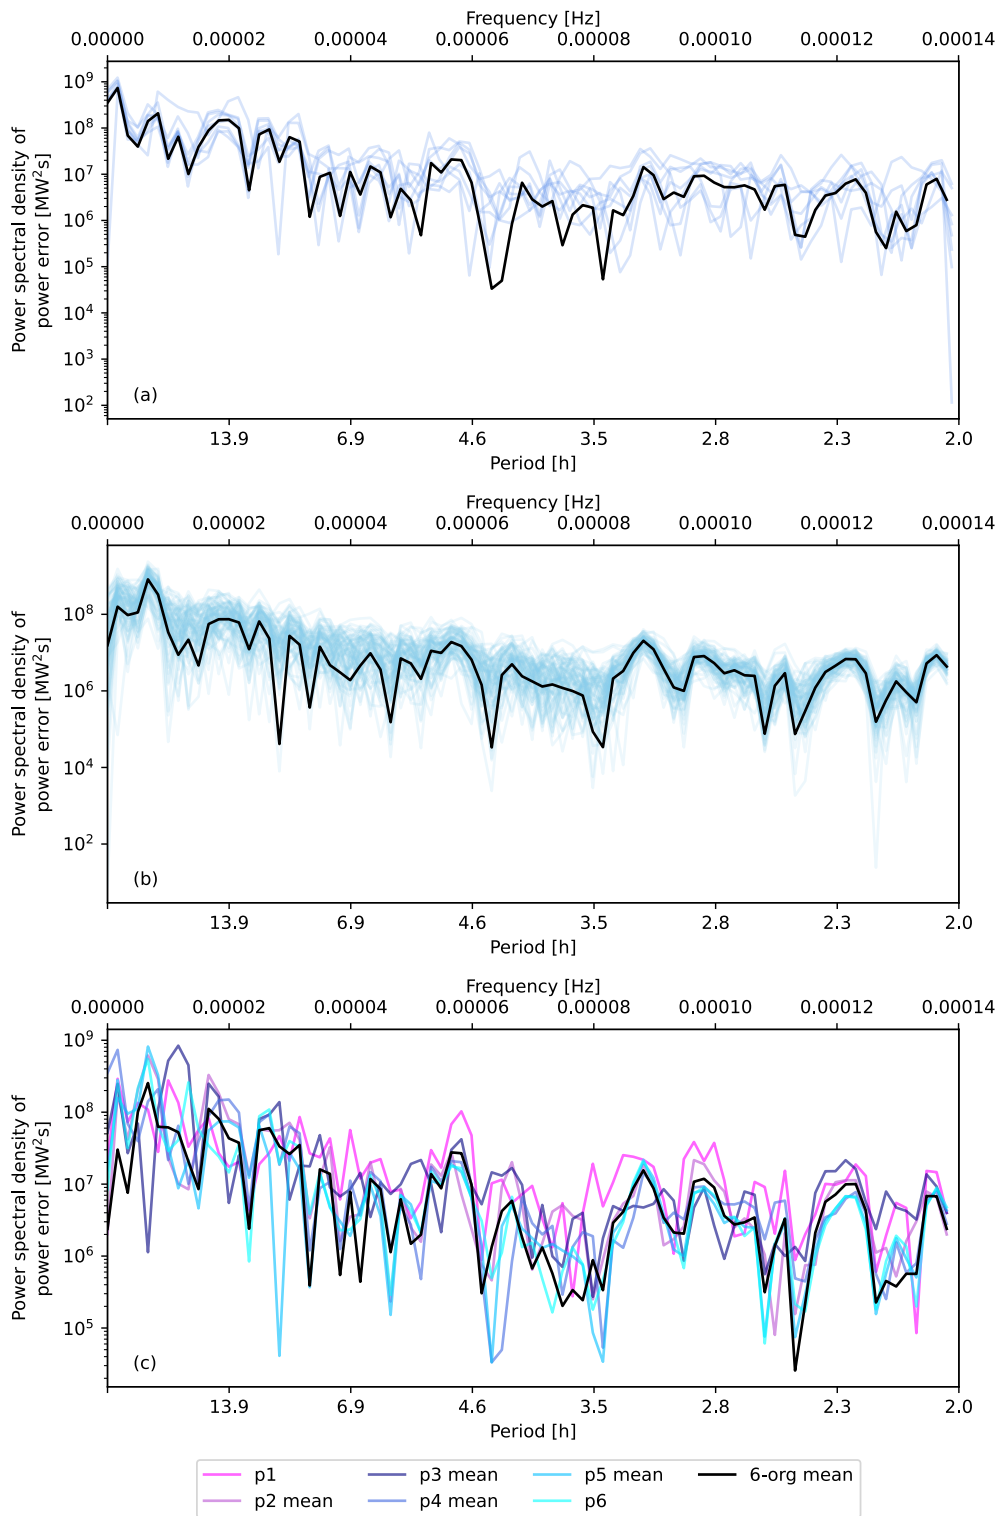 Frequency [Hz]
0.00000 0.00002 0.00004 0.00006 0.00008 0.00010 0.00012 0.00014
Power spectral density of
power error [MW²s]
10⁹
10⁸
10⁷
10⁶
10⁵
10⁴
10³
10²
(a)
13.9 6.9 4.6 3.5 2.8 2.3 2.0
Period [h]
Frequency [Hz]
0.00000 0.00002 0.00004 0.00006 0.00008 0.00010 0.00012 0.00014
Power spectral density of
power error [MW²s]
10⁸
10⁶
10⁴
10²
(b)
13.9 6.9 4.6 3.5 2.8 2.3 2.0
Period [h]
Frequency [Hz]
0.00000 0.00002 0.00004 0.00006 0.00008 0.00010 0.00012 0.00014
Power spectral density of
power error [MW²s]
10⁹
10⁸
10⁷
10⁶
10⁵
(c)
13.9 6.9 4.6 3.5 2.8 2.3 2.0
Period [h]
p1 p3 mean p5 mean 6-org mean
p2 mean p4 mean p6